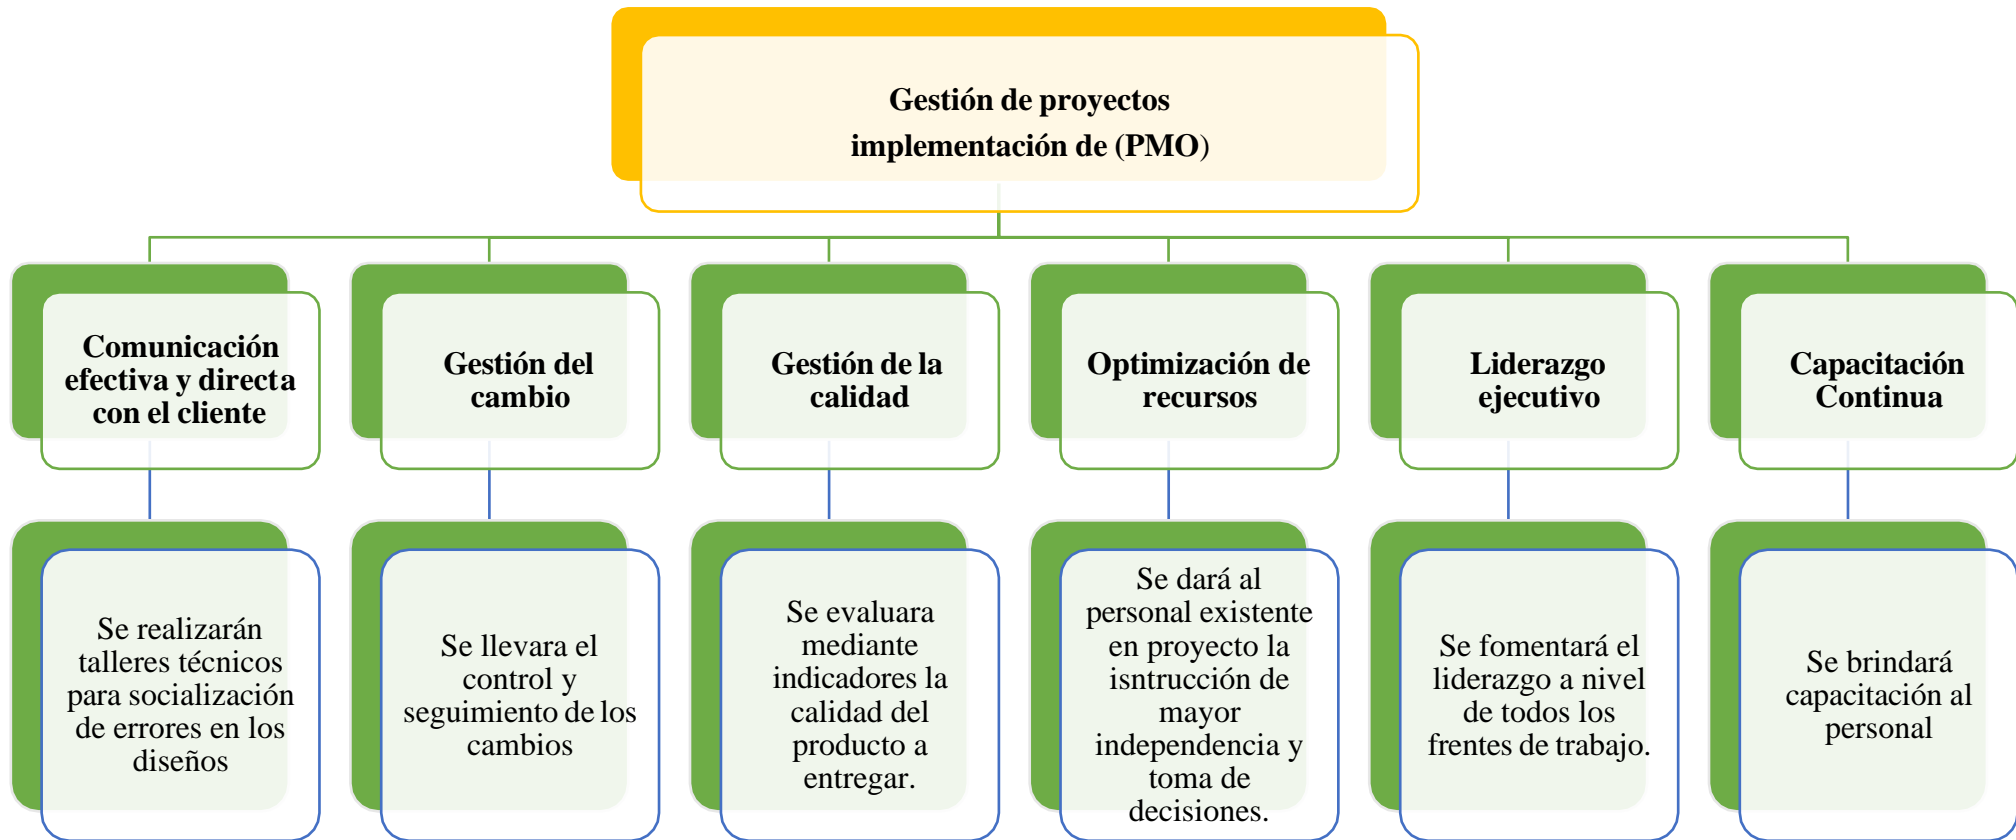 Gestión de proyectos
implementación de (PMO)
Comunicación
efectiva y directa
con el cliente
Gestión del
cambio
Gestión de la
calidad
Optimización de
recursos
Liderazgo
ejecutivo
Capacitación
Continua
Se realizarán
talleres técnicos
para socialización
de errores en los
diseños
Se llevara el
control y
seguimiento de los
cambios
Se evaluara
mediante
indicadores la
calidad del
producto a
entregar.
Se dará al
personal existente
en proyecto la
isntrucción de
mayor
independencia y
toma de
decisiones.
Se fomentará el
liderazgo a nivel
de todos los
frentes de trabajo.
Se brindará
capacitación al
personal